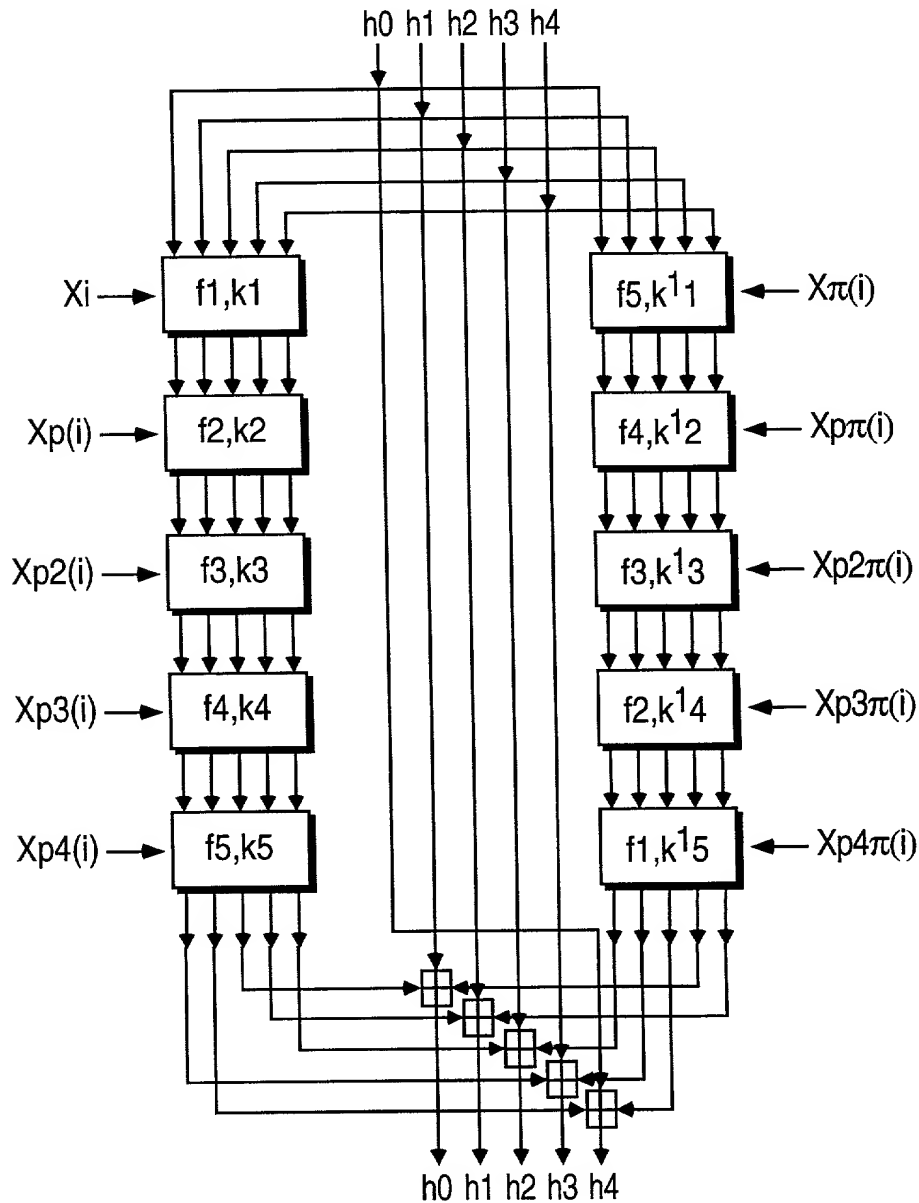 h0 h1 h2 h3 h4
Xi f1,k1 f5,k¹1 Xπ(i)
Xp(i) f2,k2 f4,k¹2 Xpπ(i)
Xp2(i) f3,k3 f3,k¹3 Xp2π(i)
Xp3(i) f4,k4 f2,k¹4 Xp3π(i)
Xp4(i) f5,k5 f1,k¹5 Xp4π(i)
h0 h1 h2 h3 h4